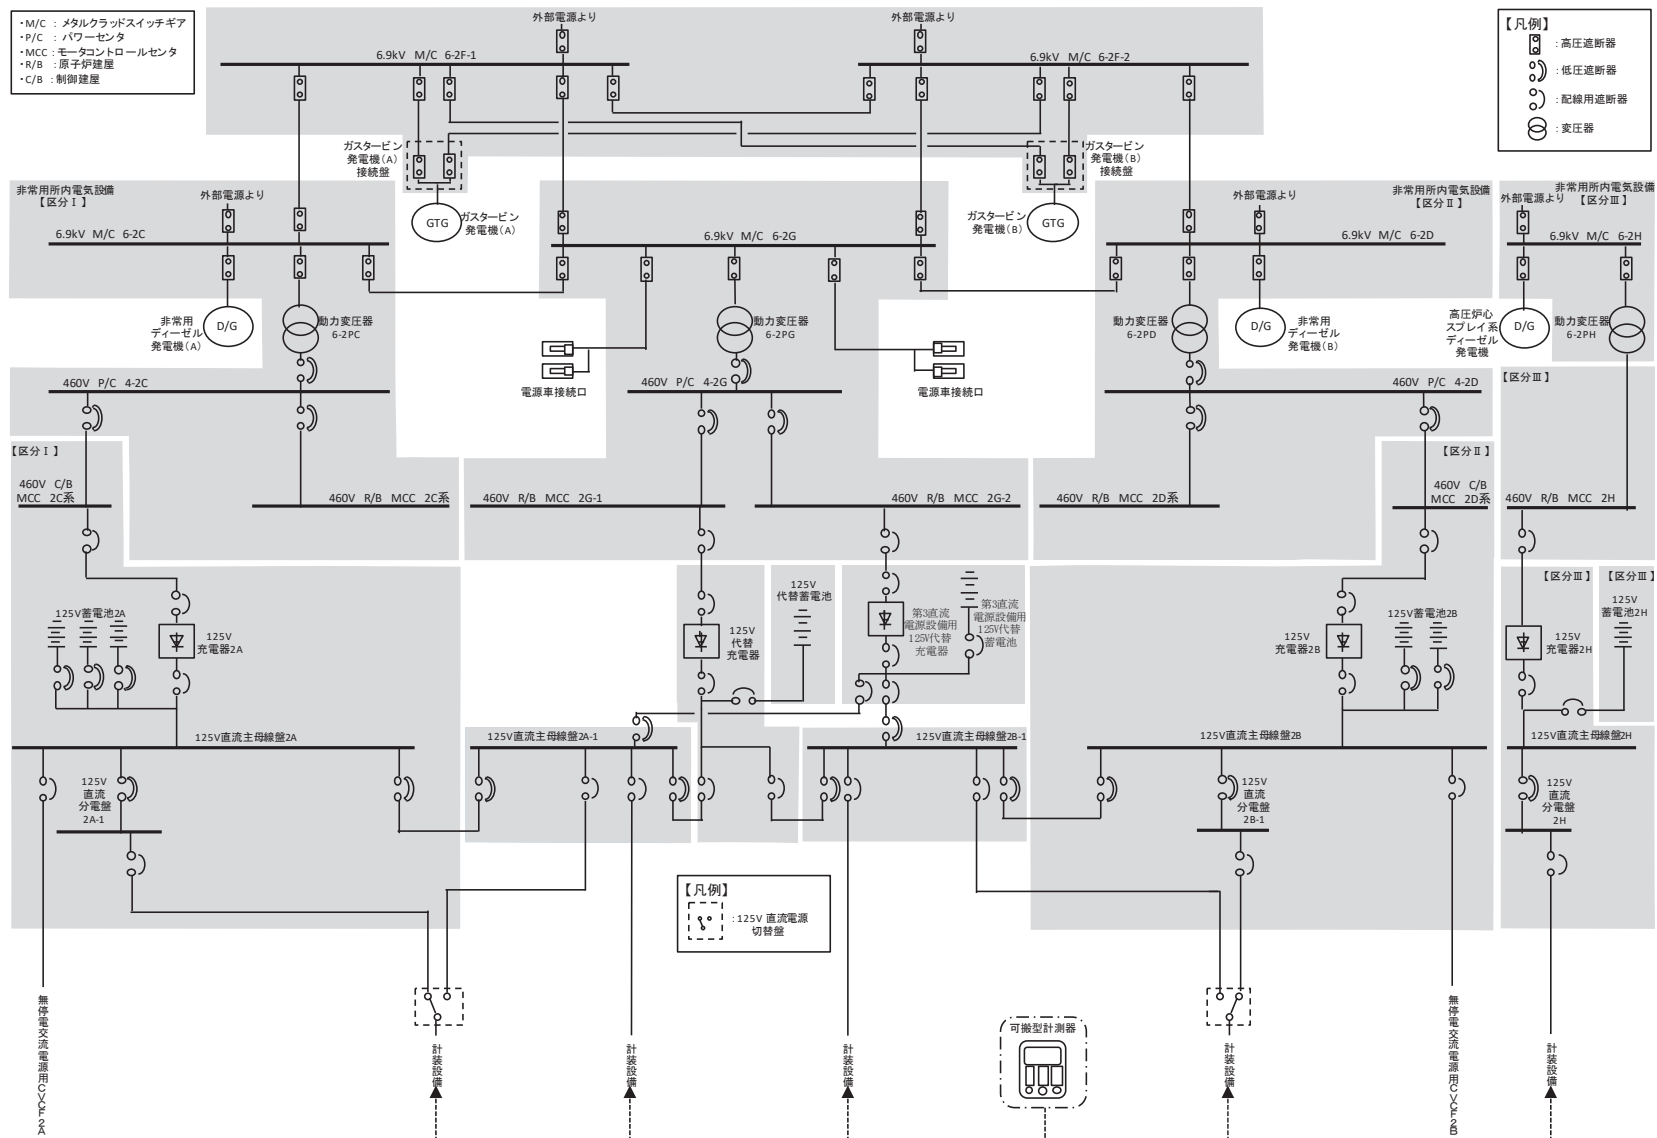 ・M/C ： メタルクラッドスイッチギア
・P/C ： パワーセンタ
・MCC：モータコントロールセンタ
・R/B ：原子炉建屋
・C/B ：制御建屋
外部電源より
外部電源より
【凡例】
：高圧遮断器
：低圧遮断器
：配線用遮断器
：変圧器
6.9kV M/C 6-2F-1
6.9kV M/C 6-2F-2
ガスタービン
発電機（A）
接続盤
ガスタービン
発電機（B）
接続盤
非常用所内電気設備
【区分Ⅰ】
外部電源より
GTG
ガスタービン
発電機（A）
ガスタービン
発電機（B）
GTG
外部電源より
非常用所内電気設備
【区分Ⅱ】
非常用所内電気設備
外部電源より 【区分Ⅲ】
6.9kV M/C 6-2C
6.9kV M/C 6-2G
6.9kV M/C 6-2D
6.9kV M/C 6-2H
非常用
ディーゼル
発電機（A）
D/G
動力変圧器
6-2PC
動力変圧器
6-2PG
動力変圧器
6-2PD
D/G
非常用
ディーゼル
発電機（B）
高圧炉心
スプレイ系
ディーゼル
発電機
D/G
動力変圧器
6-2PH
電源車接続口
電源車接続口
460V P/C 4-2C
460V P/C 4-2G
460V P/C 4-2D
【区分Ⅲ】
【区分Ⅰ】
【区分Ⅱ】
460V C/B
MCC 2C系
460V R/B MCC 2C系
460V R/B MCC 2G-1
460V R/B MCC 2G-2
460V R/B MCC 2D系
460V C/B
MCC 2D系
460V R/B MCC 2H
【区分Ⅲ】
【区分Ⅲ】
125V蓄電池2A
125V
充電器2A
125V
代替
充電器
125V
代替蓄電池
第3直流
電源設備用
125V代替
充電器
第3直流
電源設備用
125V代替
蓄電池
125V
充電器2B
125V蓄電池2B
125V
充電器2H
125V
蓄電池2H
125V直流主母線盤2A
125V直流主母線盤2A-1
125V直流主母線盤2B-1
125V直流主母線盤2B
125V直流主母線盤2H
125V
直流
分電盤
2A-1
125V
直流
分電盤
2B-1
125V
直流
分電盤
2H
【凡例】
：125V 直流電源
切替盤
無停電交流電源用CVCF2A
計装設備
計装設備
計装設備
可搬型計測器
計装設備
無停電交流電源用CVCF2B
計装設備